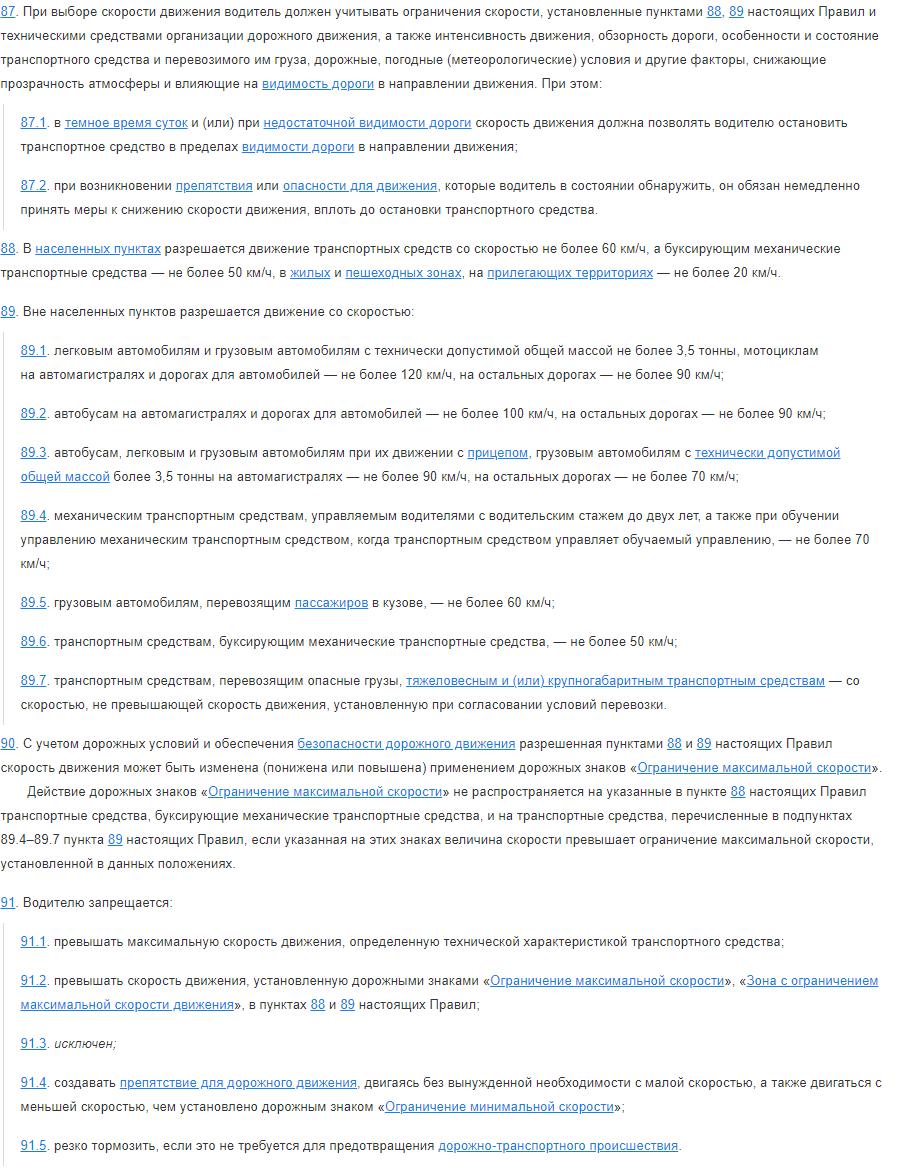 87. При выборе скорости движения водитель должен учитывать ограничения скорости, установленные пунктами 88, 89 настоящих Правил и
техническими средствами организации дорожного движения, а также интенсивность движения, обзорность дороги, особенности и состояние
транспортного средства и перевозимого им груза, дорожные, погодные (метеорологические) условия и другие факторы, снижающие
прозрачность атмосферы и влияющие на видимость дороги в направлении движения. При этом:
87.1. в темное время суток и (или) при недостаточной видимости дороги скорость движения должна позволять водителю остановить
транспортное средство в пределах видимости дороги в направлении движения;
87.2. при возникновении препятствия или опасности для движения, которые водитель в состоянии обнаружить, он обязан немедленно
принять меры к снижению скорости движения, вплоть до остановки транспортного средства.
88. В населенных пунктах разрешается движение транспортных средств со скоростью не более 60 км/ч, а буксирующим механические
транспортные средства — не более 50 км/ч, в жилых и пешеходных зонах, на прилегающих территориях — не более 20 км/ч.
89. Вне населенных пунктов разрешается движение со скоростью:
89.1. легковым автомобилям и грузовым автомобилям с технически допустимой общей массой не более 3,5 тонны, мотоциклам
на автомагистралях и дорогах для автомобилей — не более 120 км/ч, на остальных дорогах — не более 90 км/ч;
89.2. автобусам на автомагистралях и дорогах для автомобилей — не более 100 км/ч, на остальных дорогах — не более 90 км/ч;
89.3. автобусам, легковым и грузовым автомобилям при их движении с прицепом, грузовым автомобилям с технически допустимой
общей массой более 3,5 тонны на автомагистралях — не более 90 км/ч, на остальных дорогах — не более 70 км/ч;
89.4. механическим транспортным средствам, управляемым водителями с водительским стажем до двух лет, а также при обучении
управлению механическим транспортным средством, когда транспортным средством управляет обучаемый управлению, — не более 70
км/ч;
89.5. грузовым автомобилям, перевозящим пассажиров в кузове, — не более 60 км/ч;
89.6. транспортным средствам, буксирующим механические транспортные средства, — не более 50 км/ч;
89.7. транспортным средствам, перевозящим опасные грузы, тяжеловесным и (или) крупногабаритным транспортным средствам — со
скоростью, не превышающей скорость движения, установленную при согласовании условий перевозки.
90. С учетом дорожных условий и обеспечения безопасности дорожного движения разрешенная пунктами 88 и 89 настоящих Правил
скорость движения может быть изменена (понижена или повышена) применением дорожных знаков «Ограничение максимальной скорости».
Действие дорожных знаков «Ограничение максимальной скорости» не распространяется на указанные в пункте 88 настоящих Правил
транспортные средства, буксирующие механические транспортные средства, и на транспортные средства, перечисленные в подпунктах
89.4–89.7 пункта 89 настоящих Правил, если указанная на этих знаках величина скорости превышает ограничение максимальной скорости,
установленной в данных положениях.
91. Водителю запрещается:
91.1. превышать максимальную скорость движения, определенную технической характеристикой транспортного средства;
91.2. превышать скорость движения, установленную дорожными знаками «Ограничение максимальной скорости», «Зона с ограничением
максимальной скорости движения», в пунктах 88 и 89 настоящих Правил;
91.3. исключен;
91.4. создавать препятствие для дорожного движения, двигаясь без вынужденной необходимости с малой скоростью, а также двигаться с
меньшей скоростью, чем установлено дорожным знаком «Ограничение минимальной скорости»;
91.5. резко тормозить, если это не требуется для предотвращения дорожно-транспортного происшествия.